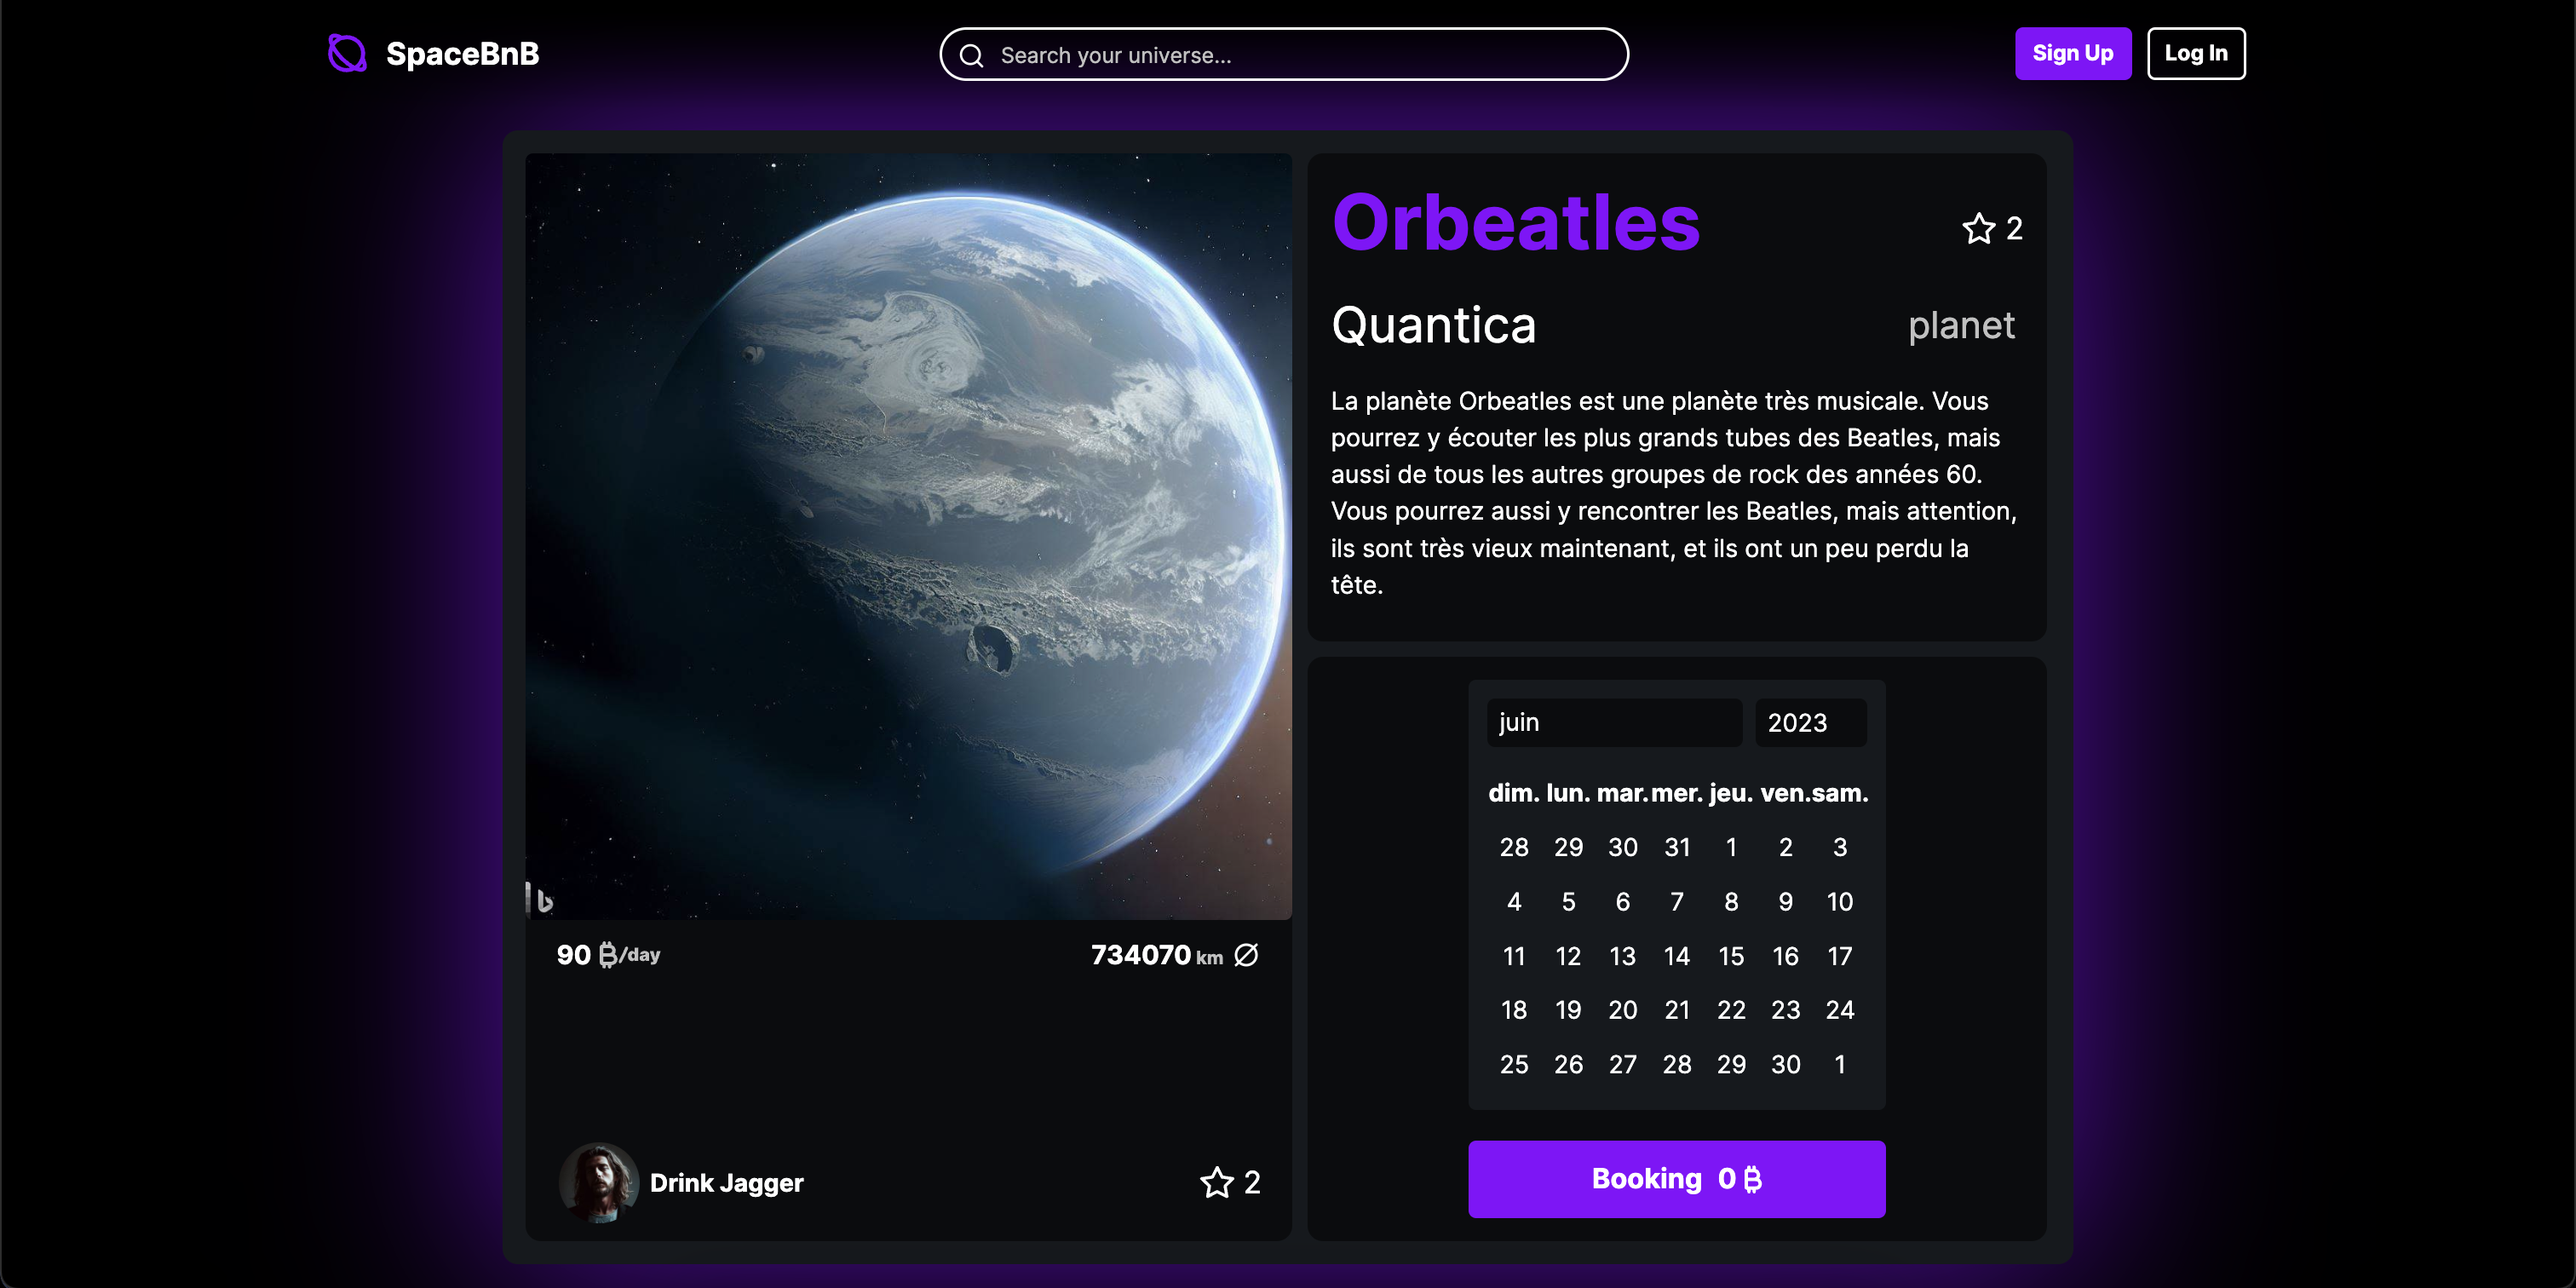 SpaceBnB
Search your universe...
Sign Up
Log In
Orbeatles
2
Quantica
planet
La planète Orbeatles est une planète très musicale. Vous
pourrez y écouter les plus grands tubes des Beatles, mais
aussi de tous les autres groupes de rock des années 60.
Vous pourrez aussi y rencontrer les Beatles, mais attention,
ils sont très vieux maintenant, et ils ont un peu perdu la
tête.
90 ₿/day
734070 km ∅
Drink Jagger
2
juin
2023
dim. lun. mar. mer. jeu. ven. sam.
28 29 30 31 1 2 3
4 5 6 7 8 9 10
11 12 13 14 15 16 17
18 19 20 21 22 23 24
25 26 27 28 29 30 1
Booking 0 ₿